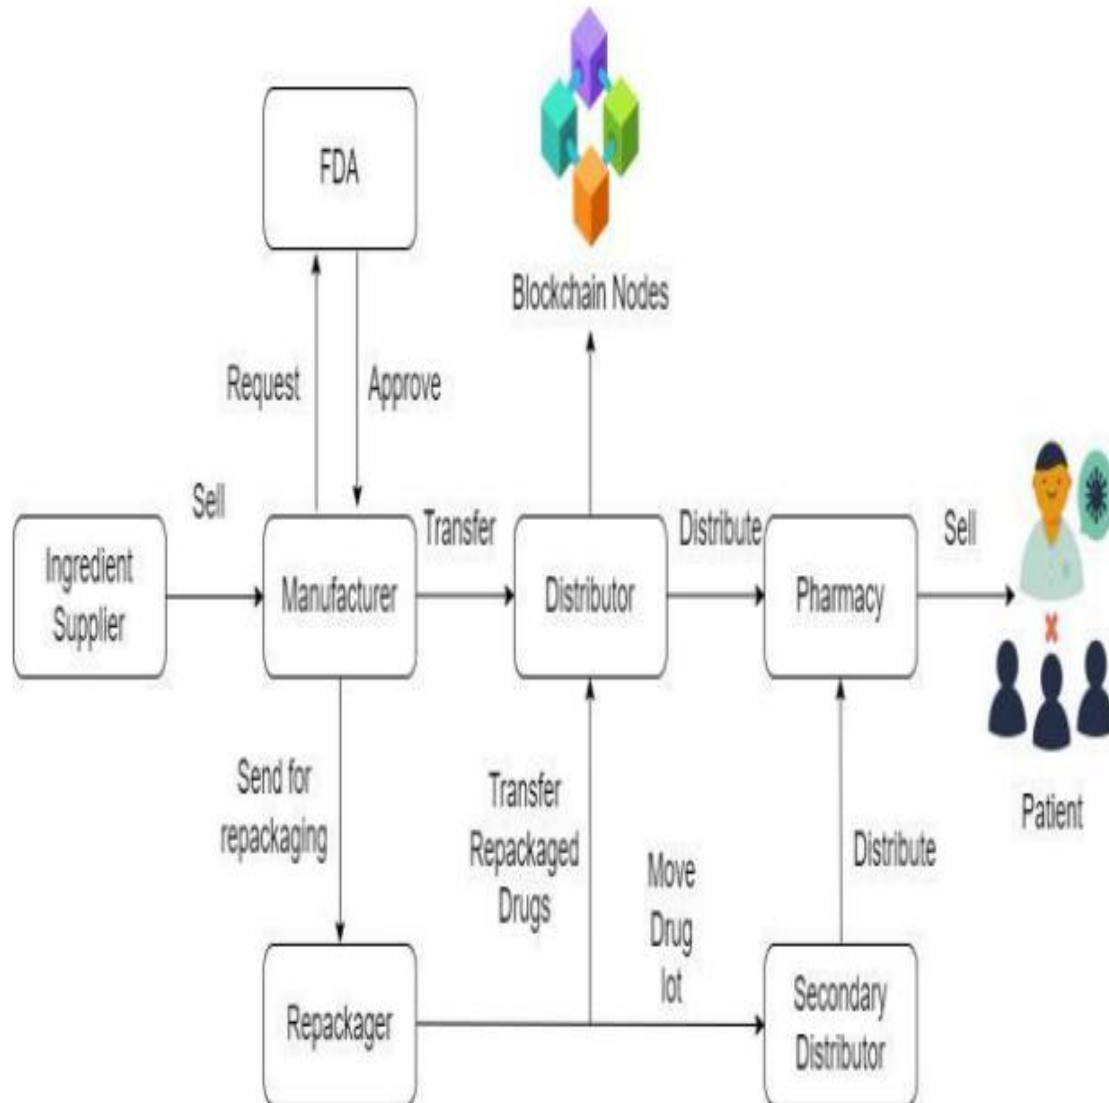 FDA
Blockchain Nodes
Request
Approve
Sell
Transfer
Distribute
Sell
Ingredient
Supplier
Manufacturer
Distributor
Pharmacy
Send for
repackaging
Transfer
Repackaged
Drugs
Move
Drug
lot
Distribute
Patient
Repackager
Secondary
Distributor